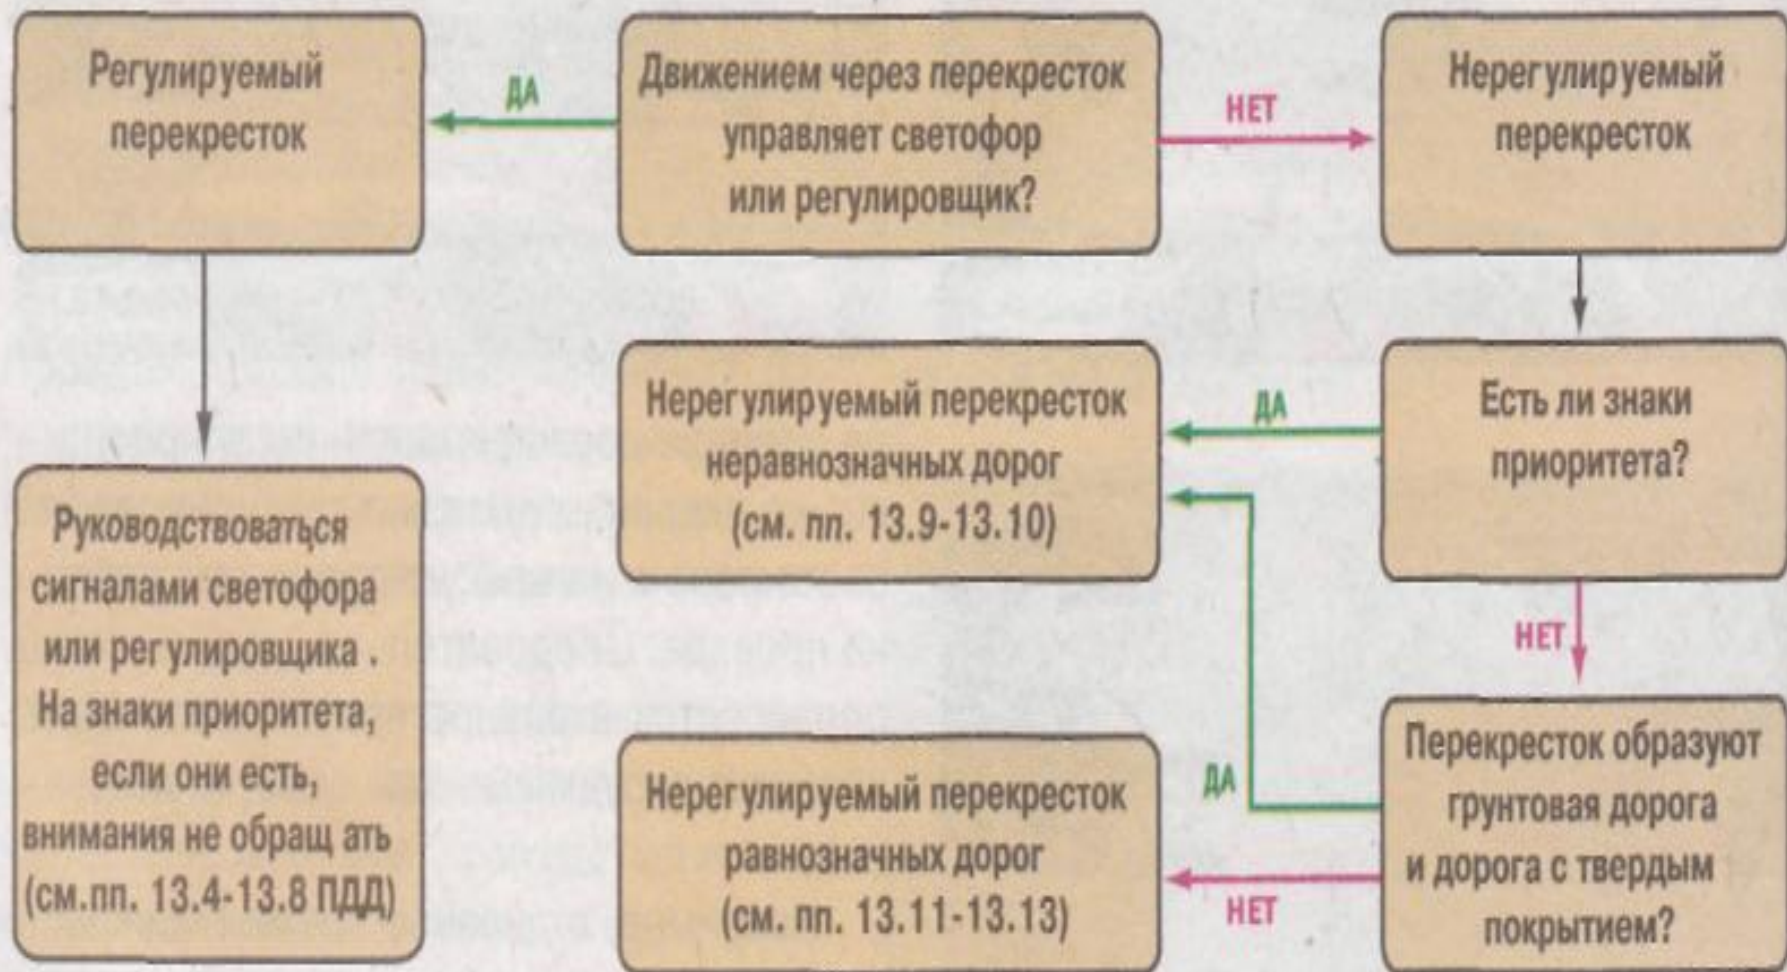 Регулируемый
перекресток
ДА
Движением через перекресток
управляет светофор
или регулировщик?
НЕТ
Нерегулируемый
перекресток
Руководствоваться
сигналами светофора
или регулировщика .
На знаки приоритета,
если они есть,
внимания не обращ ать
(см.пп. 13.4-13.8 ПДД)
Нерегулируемый перекресток
неравнозначных дорог
(см. пп. 13.9-13.10)
ДА
Есть ли знаки
приоритета?
НЕТ
Нерегулируемый перекресток
равнозначных дорог
(см. пп. 13.11-13.13)
ДА
НЕТ
Перекресток образуют
грунтовая дорога
и дорога с твердым
покрытием?